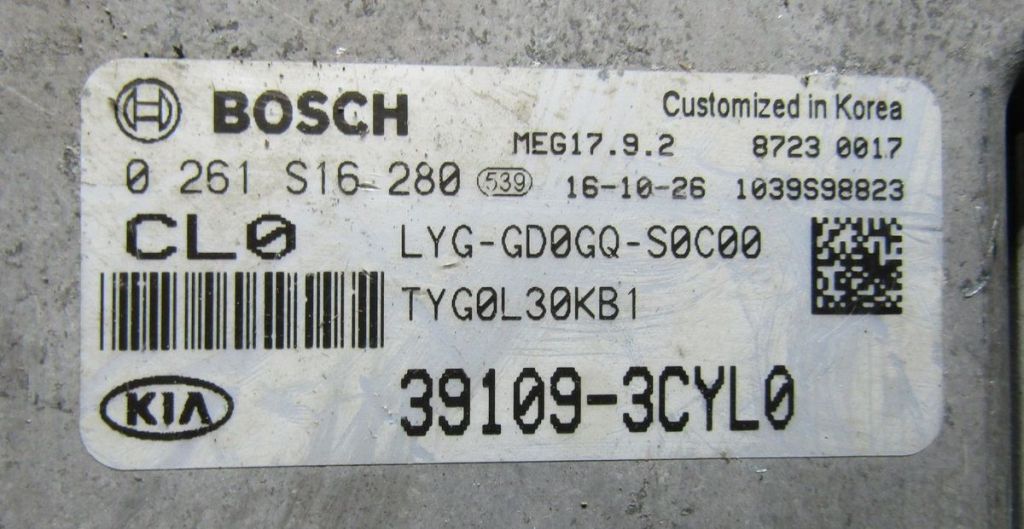 BOSCH Customized in Korea
MEG17.9.2 8723 0017
0 261 S16 280 539 16-10-26 1039S98823
CL0 LYG-GD0GQ-S0C00
TYG0L30KB1
KIA 39109-3CYL0